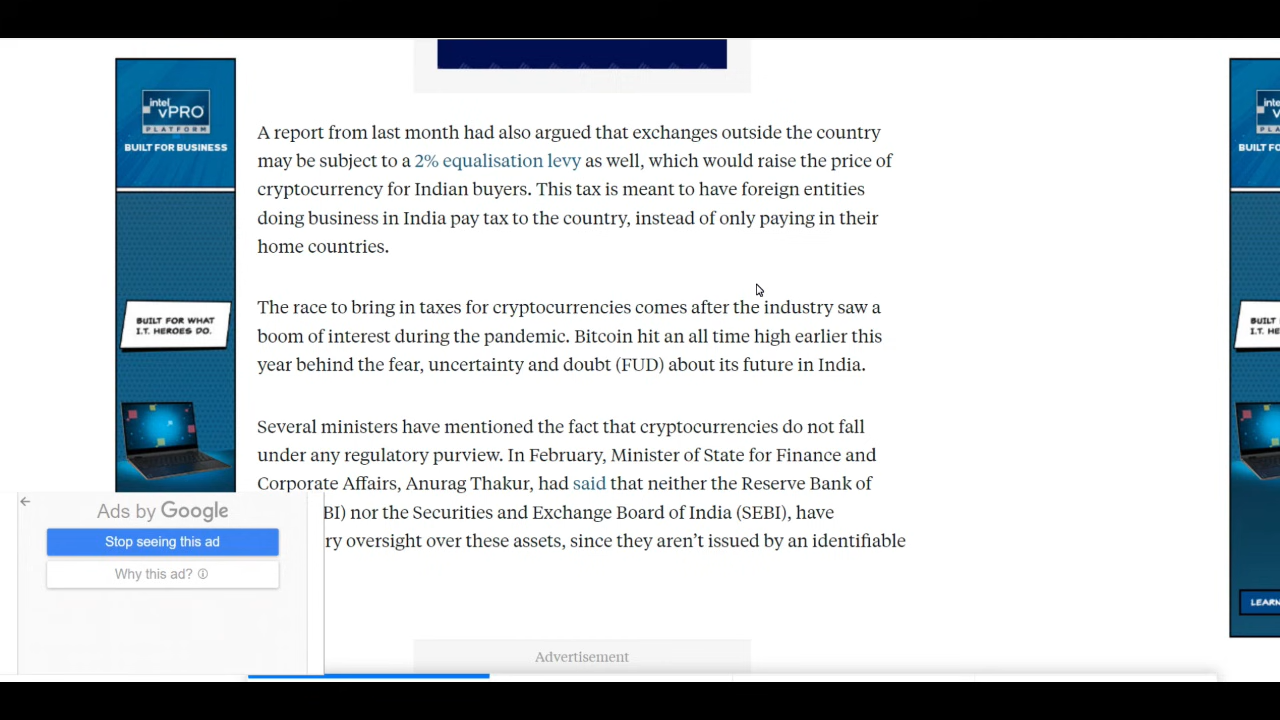 intel
vPRO
PLATFORM
BUILT FOR BUSINESS
BUILT FOR WHAT
I.T. HEROES DO.
A report from last month had also argued that exchanges outside the country
may be subject to a 2% equalisation levy as well, which would raise the price of
cryptocurrency for Indian buyers. This tax is meant to have foreign entities
doing business in India pay tax to the country, instead of only paying in their
home countries.
The race to bring in taxes for cryptocurrencies comes after the industry saw a
boom of interest during the pandemic. Bitcoin hit an all time high earlier this
year behind the fear, uncertainty and doubt (FUD) about its future in India.
Several ministers have mentioned the fact that cryptocurrencies do not fall
under any regulatory purview. In February, Minister of State for Finance and
Corporate Affairs, Anurag Thakur, had said that neither the Reserve Bank of
BI) nor the Securities and Exchange Board of India (SEBI), have
ry oversight over these assets, since they aren’t issued by an identifiable
Ads by Google
Stop seeing this ad
Why this ad?
Advertisement
BUILT FO
BUILT
I.T.
LEARN